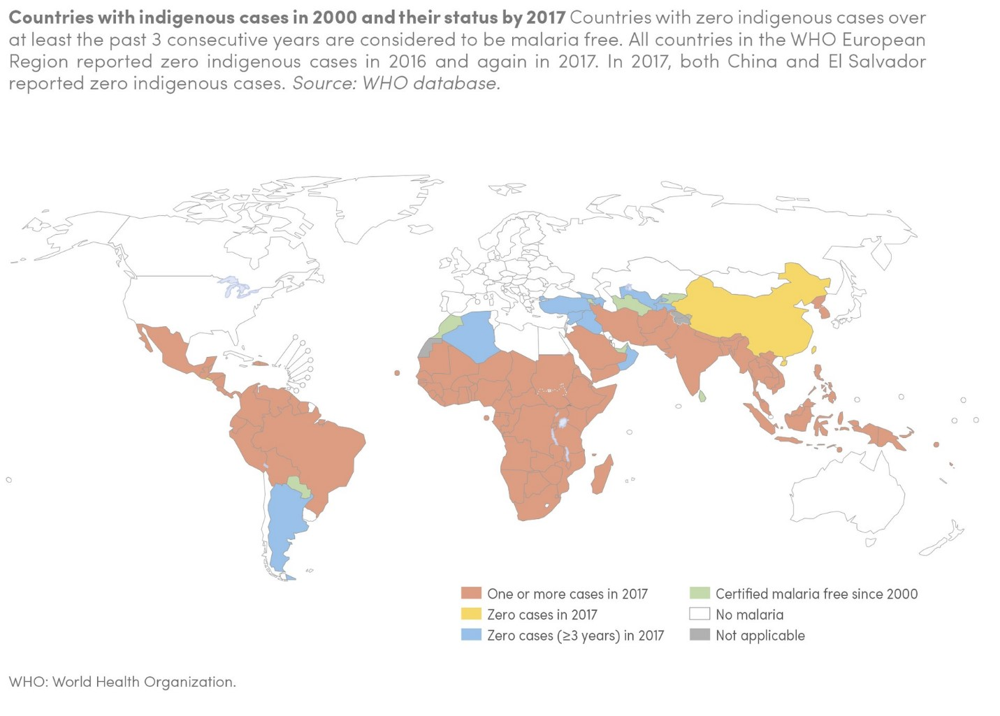 Countries with indigenous cases in 2000 and their status by 2017 Countries with zero indigenous cases over
at least the past 3 consecutive years are considered to be malaria free. All countries in the WHO European
Region reported zero indigenous cases in 2016 and again in 2017. In 2017, both China and El Salvador
reported zero indigenous cases. Source: WHO database.
One or more cases in 2017
Zero cases in 2017
Zero cases (≥3 years) in 2017
Certified malaria free since 2000
No malaria
Not applicable
WHO: World Health Organization.